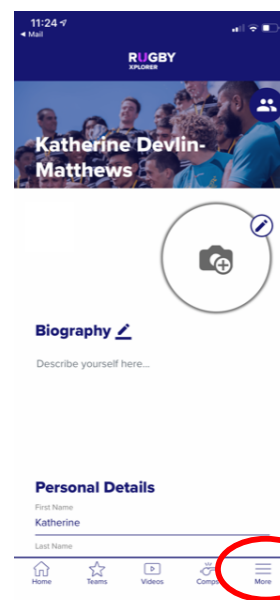 11:24
Mail
RUGBY
XPLORER
Katherine Devlin-
Matthews
Biography
Describe yourself here...
Personal Details
First Name
Katherine
Last Name
Home Teams Videos Comps More